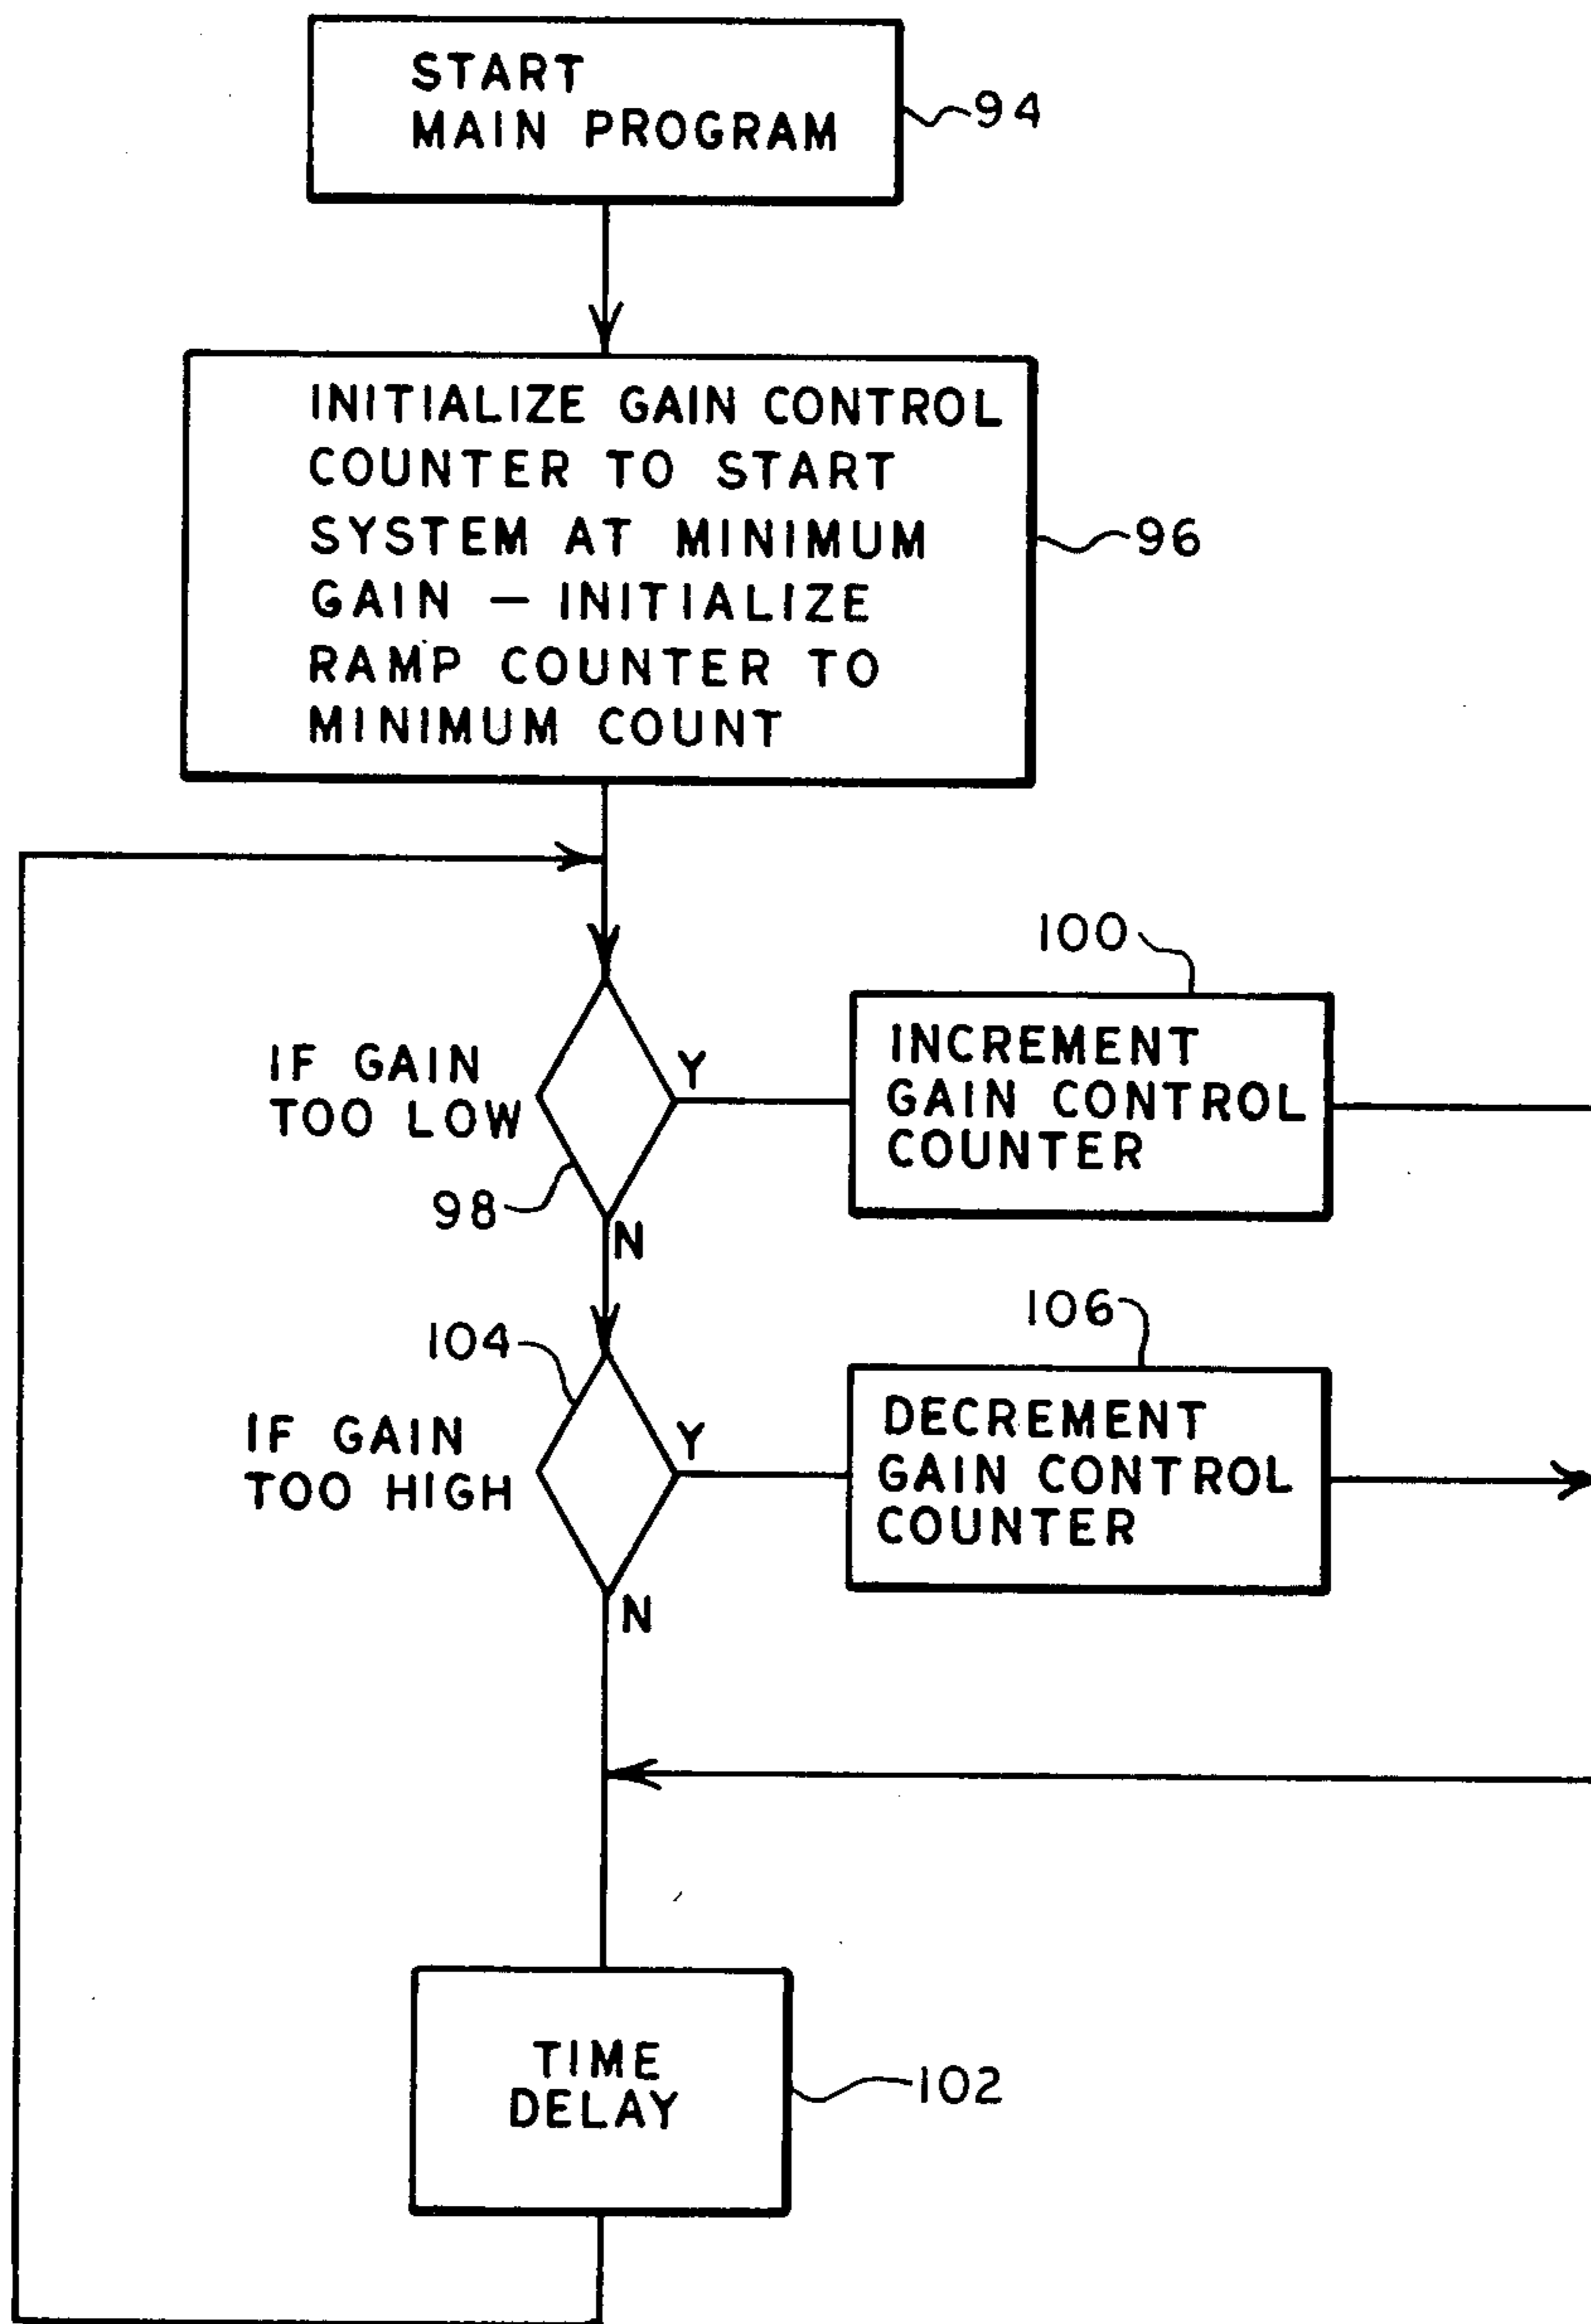 START
MAIN PROGRAM
94
INITIALIZE GAIN CONTROL
COUNTER TO START
SYSTEM AT MINIMUM
GAIN — INITIALIZE
RAMP COUNTER TO
MINIMUM COUNT
96
IF GAIN
TOO LOW
98
Y
N
100
INCREMENT
GAIN CONTROL
COUNTER
104
IF GAIN
TOO HIGH
Y
N
106
DECREMENT
GAIN CONTROL
COUNTER
TIME
DELAY
102